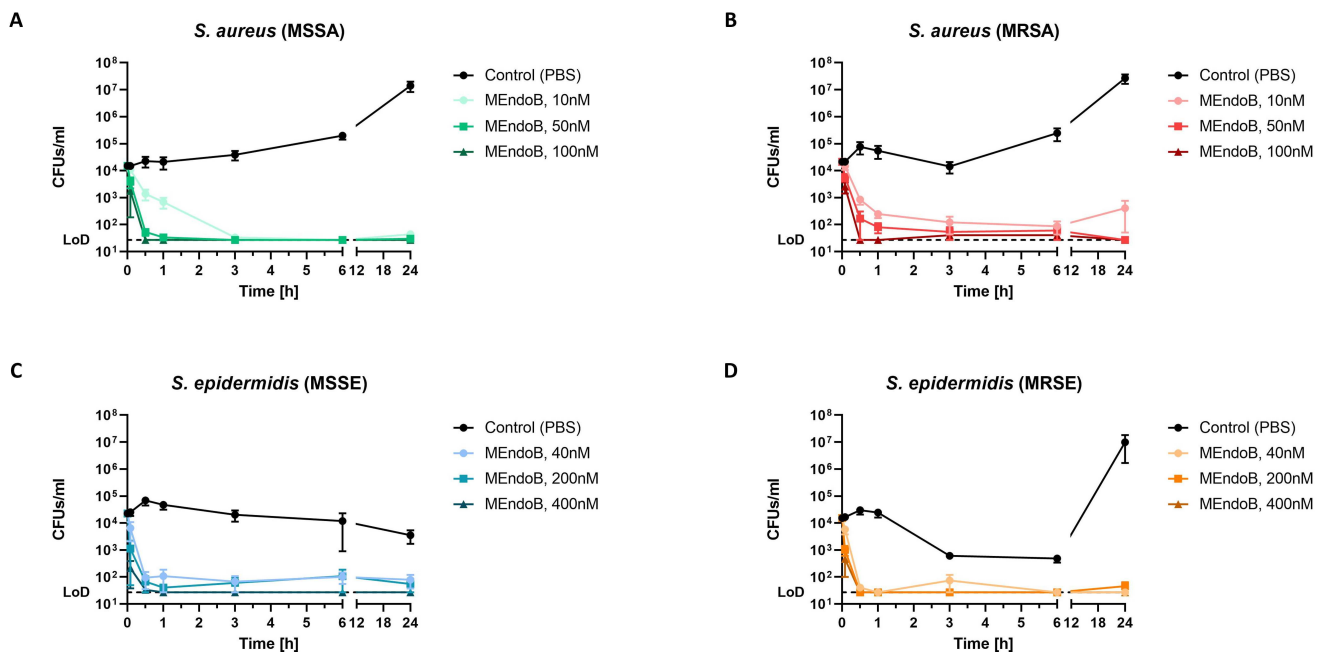 A
S. aureus (MSSA)
CFUs/ml
10⁸
10⁷
10⁶
10⁵
10⁴
10³
10²
10¹
LoD
0 1 2 3 4 5 6 12 18 24
Time [h]
Control (PBS)
MEndoB, 10nM
MEndoB, 50nM
MEndoB, 100nM
B
S. aureus (MRSA)
CFUs/ml
10⁸
10⁷
10⁶
10⁵
10⁴
10³
10²
10¹
LoD
0 1 2 3 4 5 6 12 18 24
Time [h]
Control (PBS)
MEndoB, 10nM
MEndoB, 50nM
MEndoB, 100nM
C
S. epidermidis (MSSE)
CFUs/ml
10⁸
10⁷
10⁶
10⁵
10⁴
10³
10²
10¹
LoD
0 1 2 3 4 5 6 12 18 24
Time [h]
Control (PBS)
MEndoB, 40nM
MEndoB, 200nM
MEndoB, 400nM
D
S. epidermidis (MRSE)
CFUs/ml
10⁸
10⁷
10⁶
10⁵
10⁴
10³
10²
10¹
LoD
0 1 2 3 4 5 6 12 18 24
Time [h]
Control (PBS)
MEndoB, 40nM
MEndoB, 200nM
MEndoB, 400nM